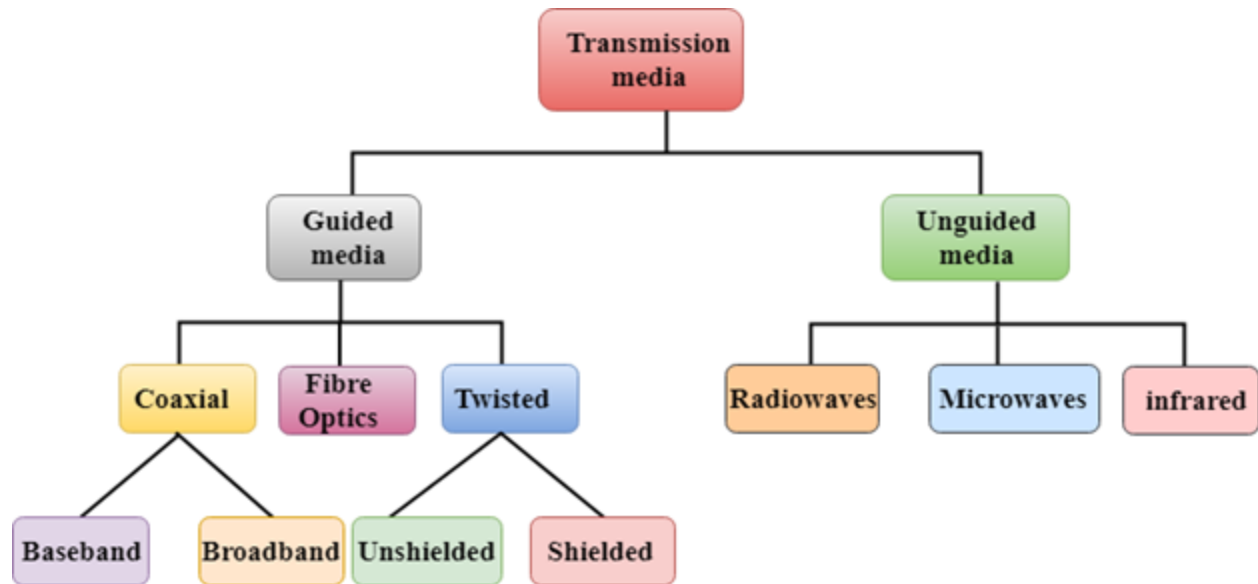 Transmission
media
Guided
media
Unguided
media
Coaxial
Fibre
Optics
Twisted
Radiowaves
Microwaves
infrared
Baseband
Broadband
Unshielded
Shielded